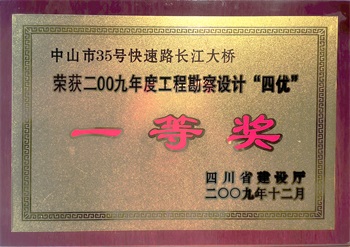 中山市35号快速路长江大桥
荣获二00九年度工程勘察设计“四优”
一等奖
四川省建设厅
二〇〇九年十二月